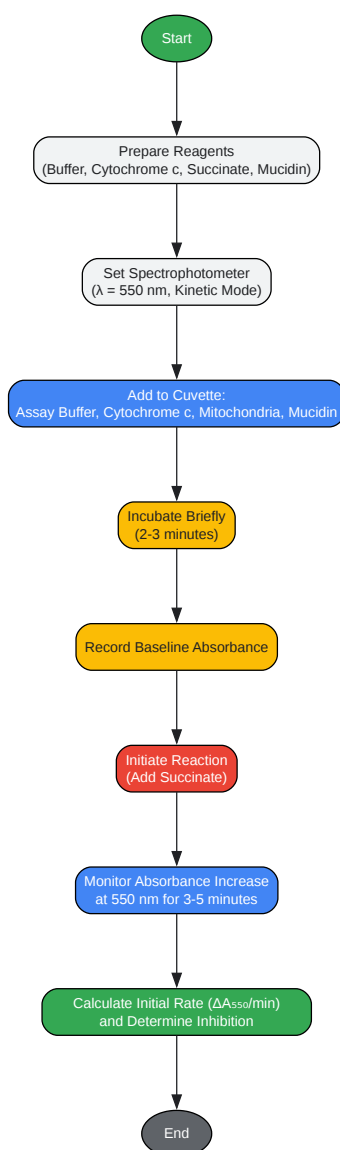 Start
Prepare Reagents
(Buffer, Cytochrome c, Succinate, Mucidin)
Set Spectrophotometer
(λ = 550 nm, Kinetic Mode)
Add to Cuvette:
Assay Buffer, Cytochrome c, Mitochondria, Mucidin
Incubate Briefly
(2-3 minutes)
Record Baseline Absorbance
Initiate Reaction
(Add Succinate)
Monitor Absorbance Increase
at 550 nm for 3-5 minutes
Calculate Initial Rate (ΔA₅₅₀/min)
and Determine Inhibition
End